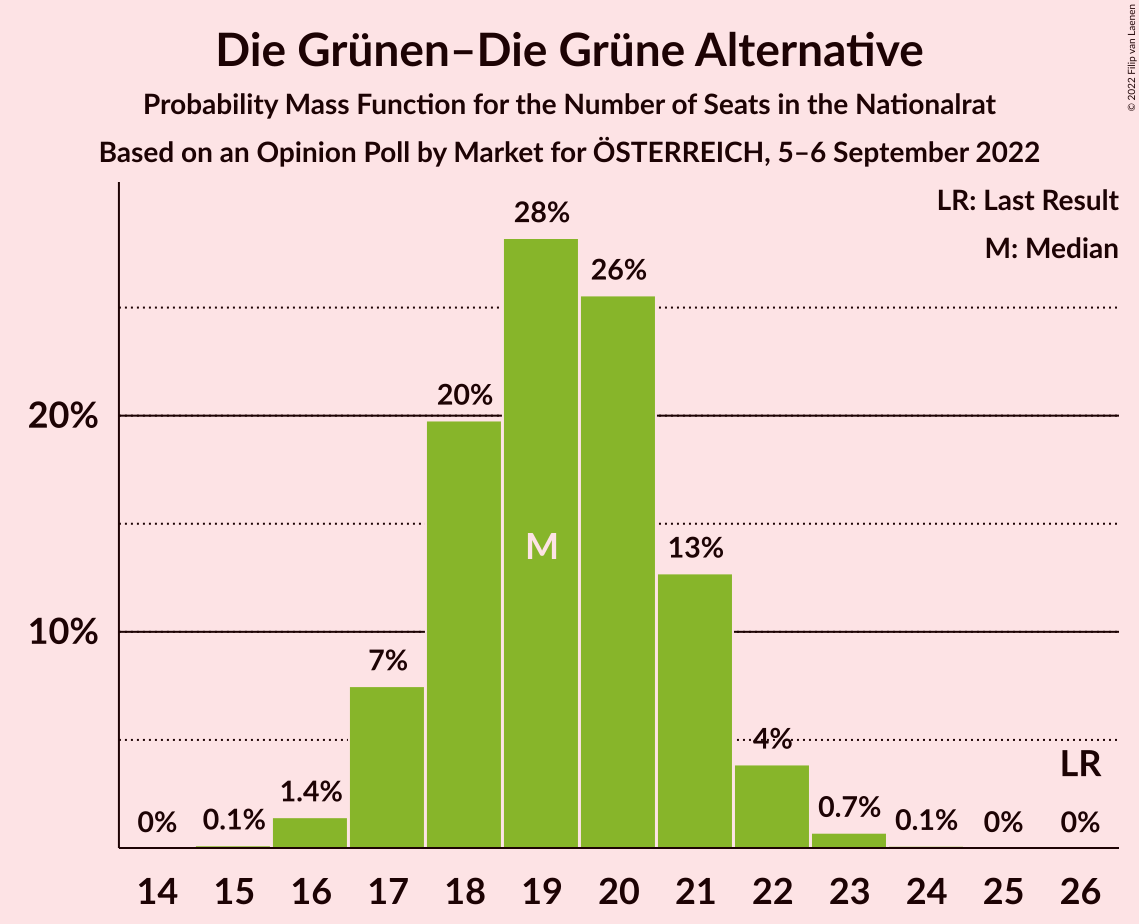 Die Grünen–Die Grüne Alternative
Probability Mass Function for the Number of Seats in the Nationalrat
Based on an Opinion Poll by Market for ÖSTERREICH, 5–6 September 2022
© 2022 Filip van Laenen
LR: Last Result
M: Median
28%
26%
20%
20%
M
13%
10%
7%
4%
LR
0%
0.1%
1.4%
0.7%
0.1%
0%
0%
14 15 16 17 18 19 20 21 22 23 24 25 26